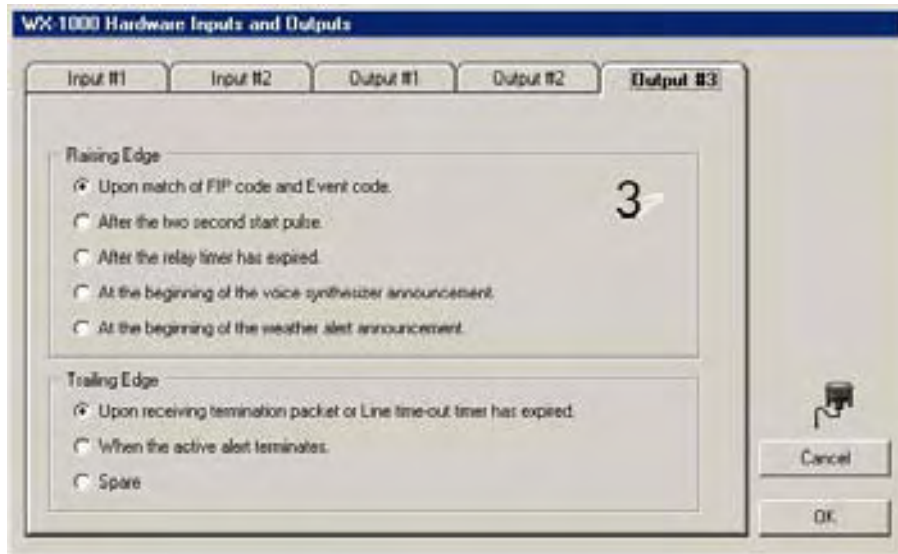 WX-1000 Hardware Inputs and Outputs
Input #1 Input #2 Output #1 Output #2 Output #3
Raising Edge
Upon match of FIP code and Event code.
3
After the two second start pulse.
After the relay timer has expired.
At the beginning of the voice synthesizer announcement.
At the beginning of the weather alert announcement.
Trailing Edge
Upon receiving termination packet or Line time-out timer has expired.
When the active alert terminates.
Spare
Cancel
OK